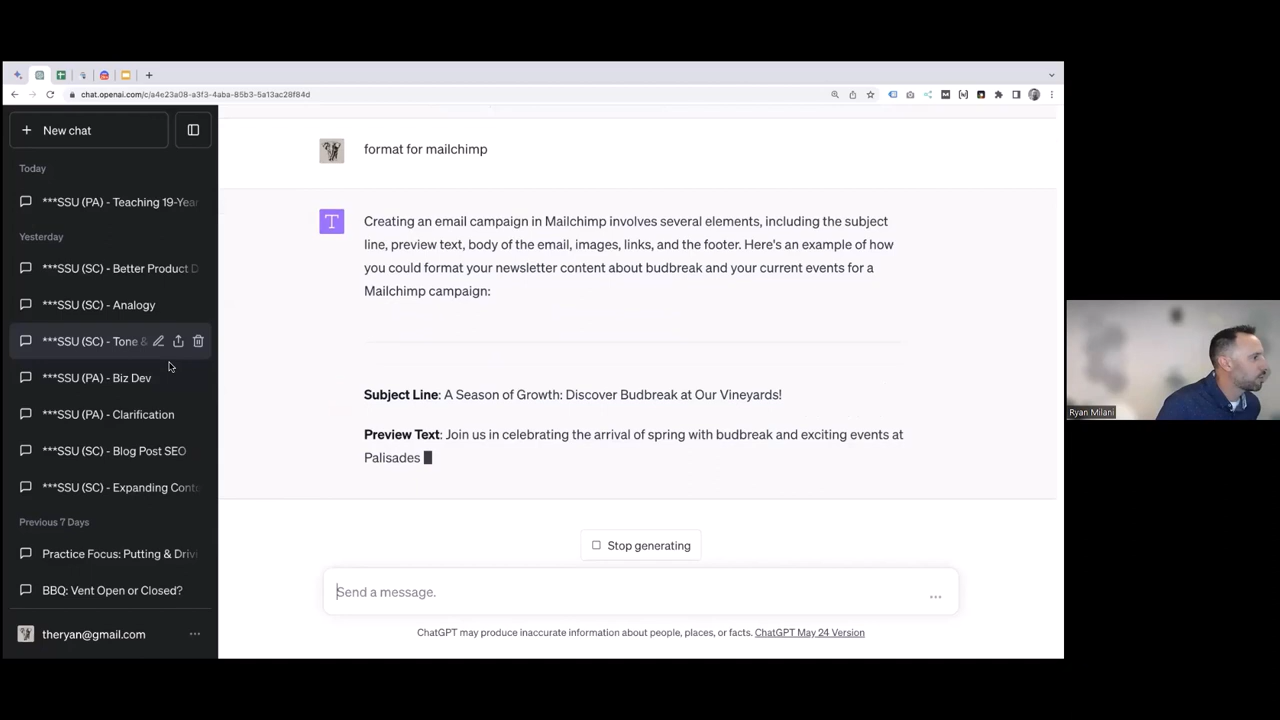 chat.openai.com/c/a4e23a08-a3f3-4aba-85b3-5a13ac28f84d
New chat
Today
***SSU (PA) - Teaching 19-Year
Yesterday
***SSU (SC) - Better Product D
***SSU (SC) - Analogy
***SSU (SC) - Tone &
***SSU (PA) - Biz Dev
***SSU (PA) - Clarification
***SSU (SC) - Blog Post SEO
***SSU (SC) - Expanding Conte
Previous 7 Days
Practice Focus: Putting & Drivi
BBQ: Vent Open or Closed?
theryan@gmail.com
format for mailchimp
T
Creating an email campaign in Mailchimp involves several elements, including the subject
line, preview text, body of the email, images, links, and the footer. Here's an example of how
you could format your newsletter content about budbreak and your current events for a
Mailchimp campaign:
Subject Line: A Season of Growth: Discover Budbreak at Our Vineyards!
Preview Text: Join us in celebrating the arrival of spring with budbreak and exciting events at
Palisades
Stop generating
Send a message.
ChatGPT may produce inaccurate information about people, places, or facts. ChatGPT May 24 Version
Ryan Milani